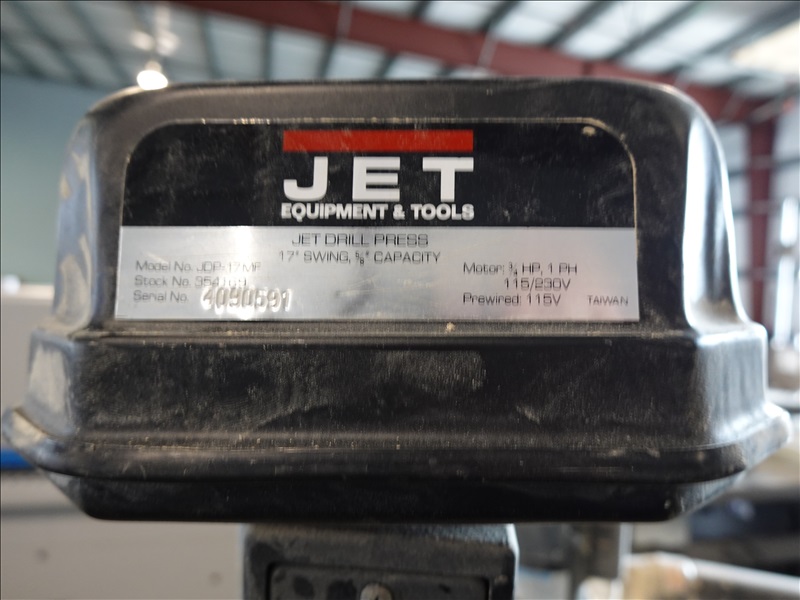 JET
EQUIPMENT & TOOLS
JET DRILL PRESS
17" SWING, 5/8" CAPACITY
Model No. JDP-17MF
Stock No.
Serial No. 4090591
Motor: 3/4 HP, 1 PH
115/230V
Prewired: 115V
TAIWAN